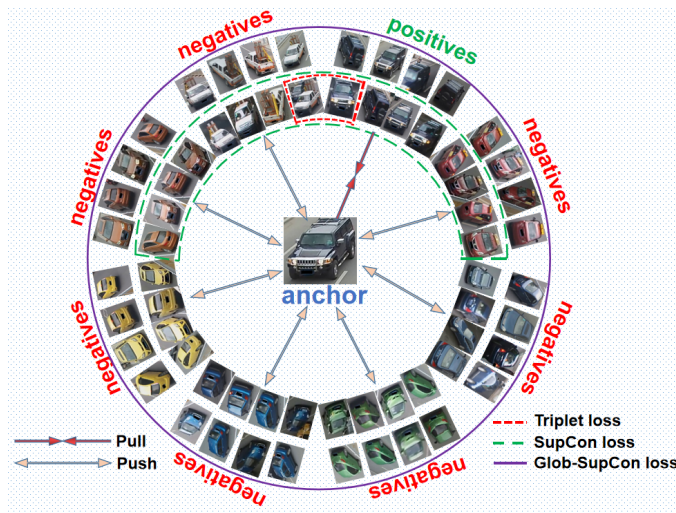 negatives
positives
negatives
negatives
anchor
negatives
negatives
negatives
negatives
Pull
Push
Triplet loss
SupCon loss
Glob-SupCon loss